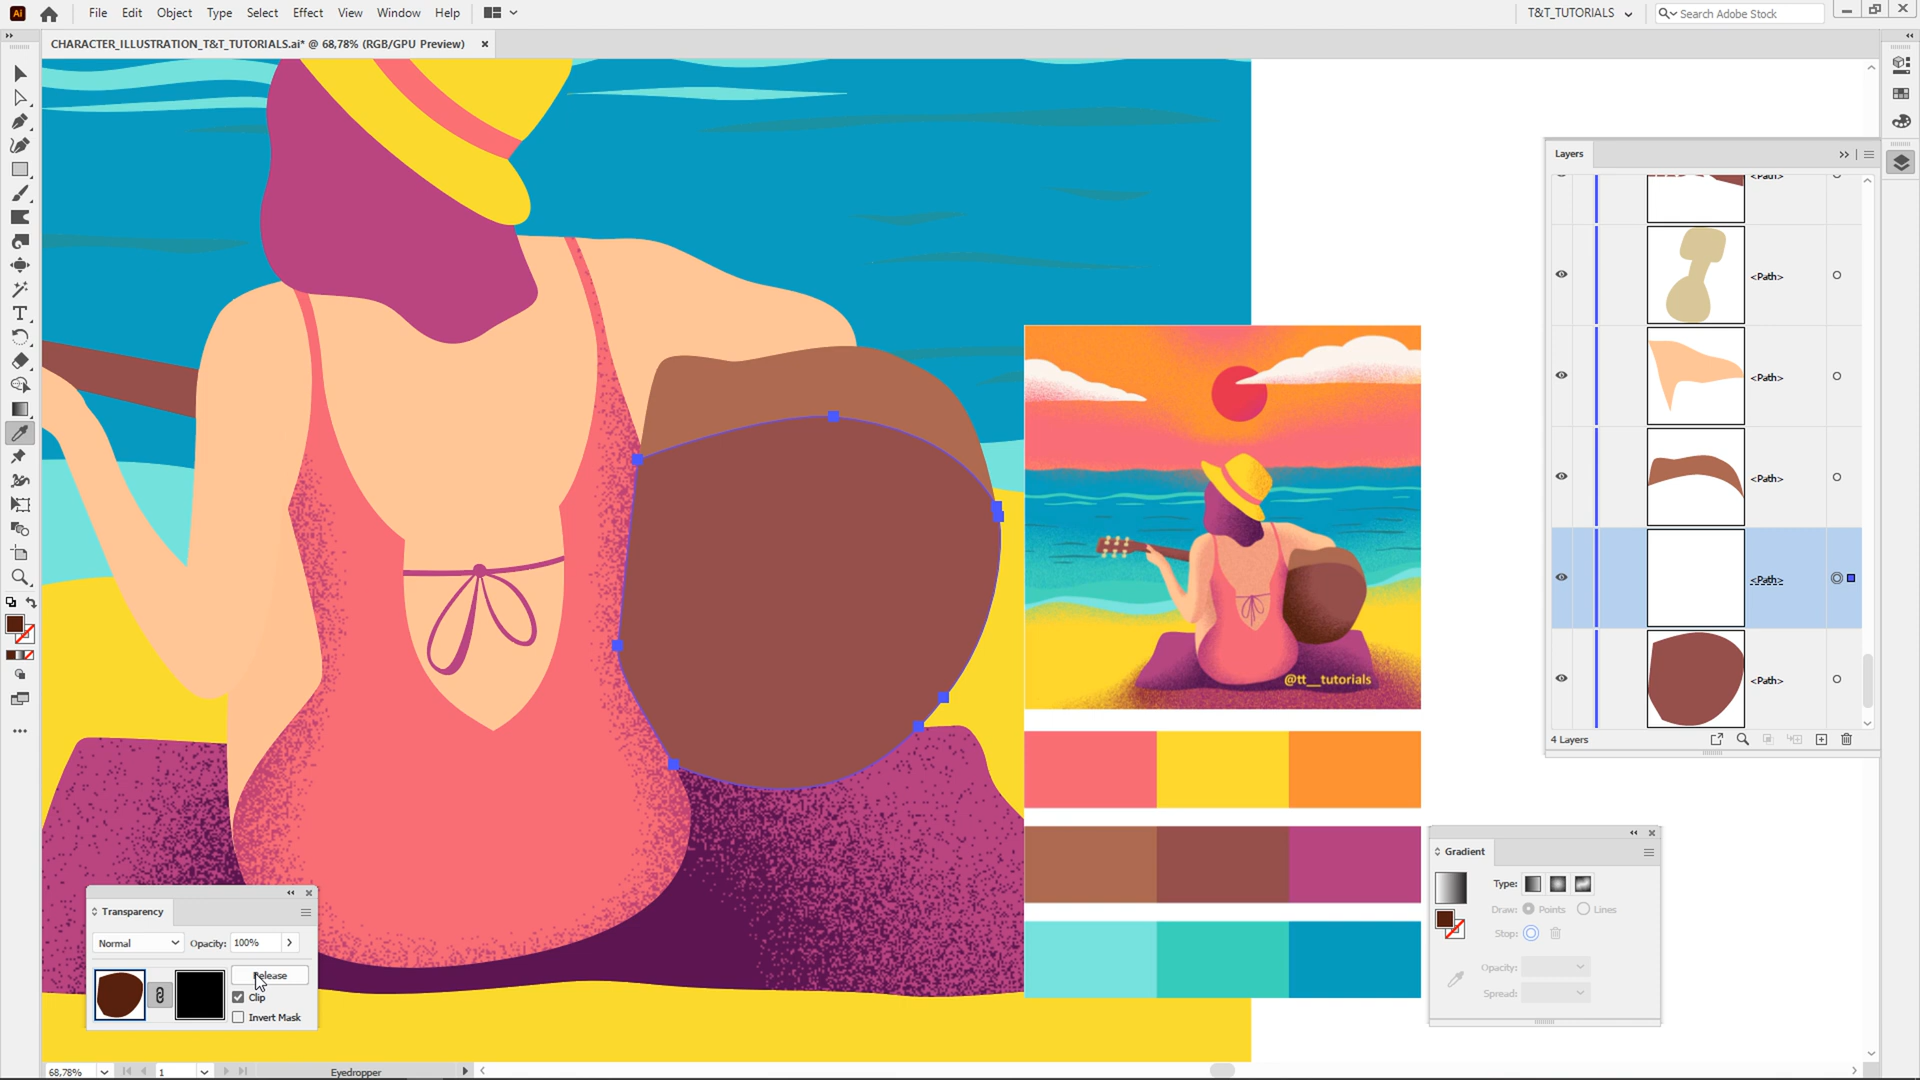 Ai File Edit Object Type Select Effect View Window Help T&T_TUTORIALS Search Adobe Stock
CHARACTER_ILLUSTRATION_T&T_TUTORIALS.ai* @ 68,78% (RGB/GPU Preview)
Layers
<Path>
<Path>
<Path>
<Path>
<Path>
<Path>
4 Layers
@tt__tutorials
Gradient
Type:
Draw: Points Lines
Stop:
Opacity:
Spread:
Transparency
Normal Opacity: 100%
Release
Clip
Invert Mask
68,78% 1 Eyedropper